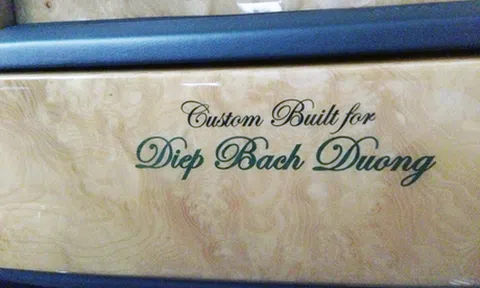 Custom Built for
Diep Bach Duong